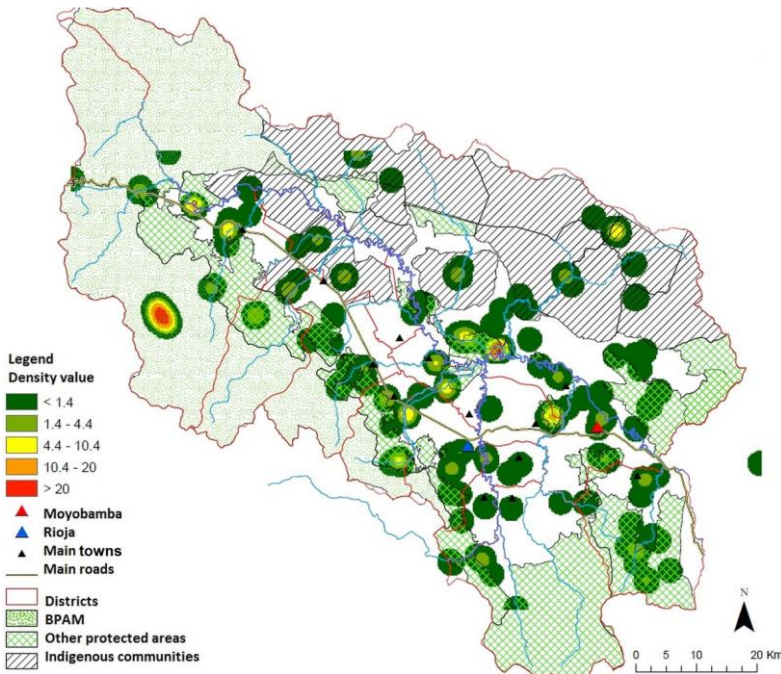 Legend
Density value
< 1.4
1.4 - 4.4
4.4 - 10.4
10.4 - 20
> 20
Moyobamba
Rioja
Main towns
Main roads
Districts
BPAM
Other protected areas
Indigenous communities
N
0 5 10 20 Km